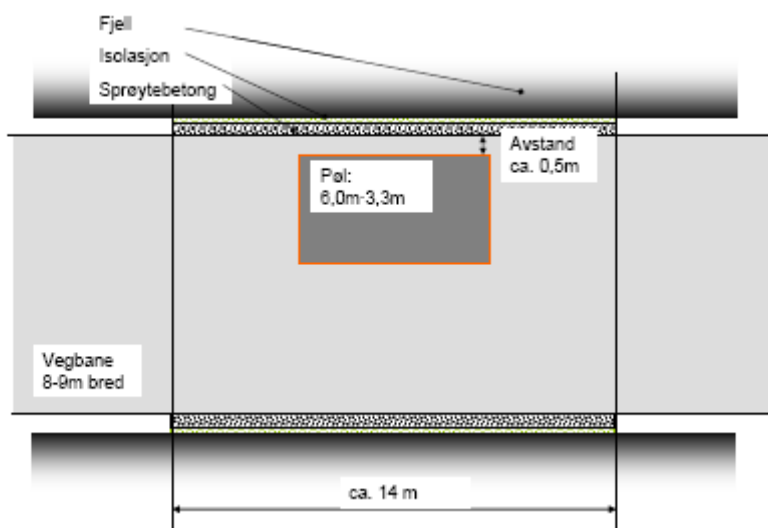 Fjell
Isolasjon
Sprøytebetong
Avstand
ca. 0,5m
Pøl:
6,0m-3,3m
Vegbane
8-9m bred
ca. 14 m